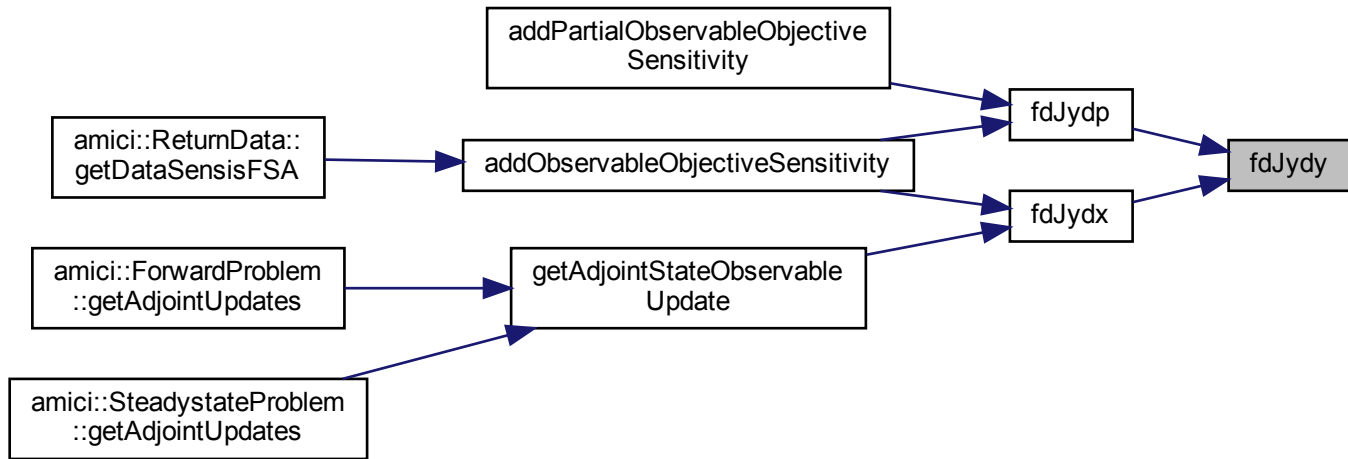 addPartialObservableObjective
Sensitivity
amici::ReturnData::
getDataSensisFSA
addObservableObjectiveSensitivity
fdJydp
fdJydy
fdJydx
amici::ForwardProblem
::getAdjointUpdates
getAdjointStateObservable
Update
amici::SteadystateProblem
::getAdjointUpdates